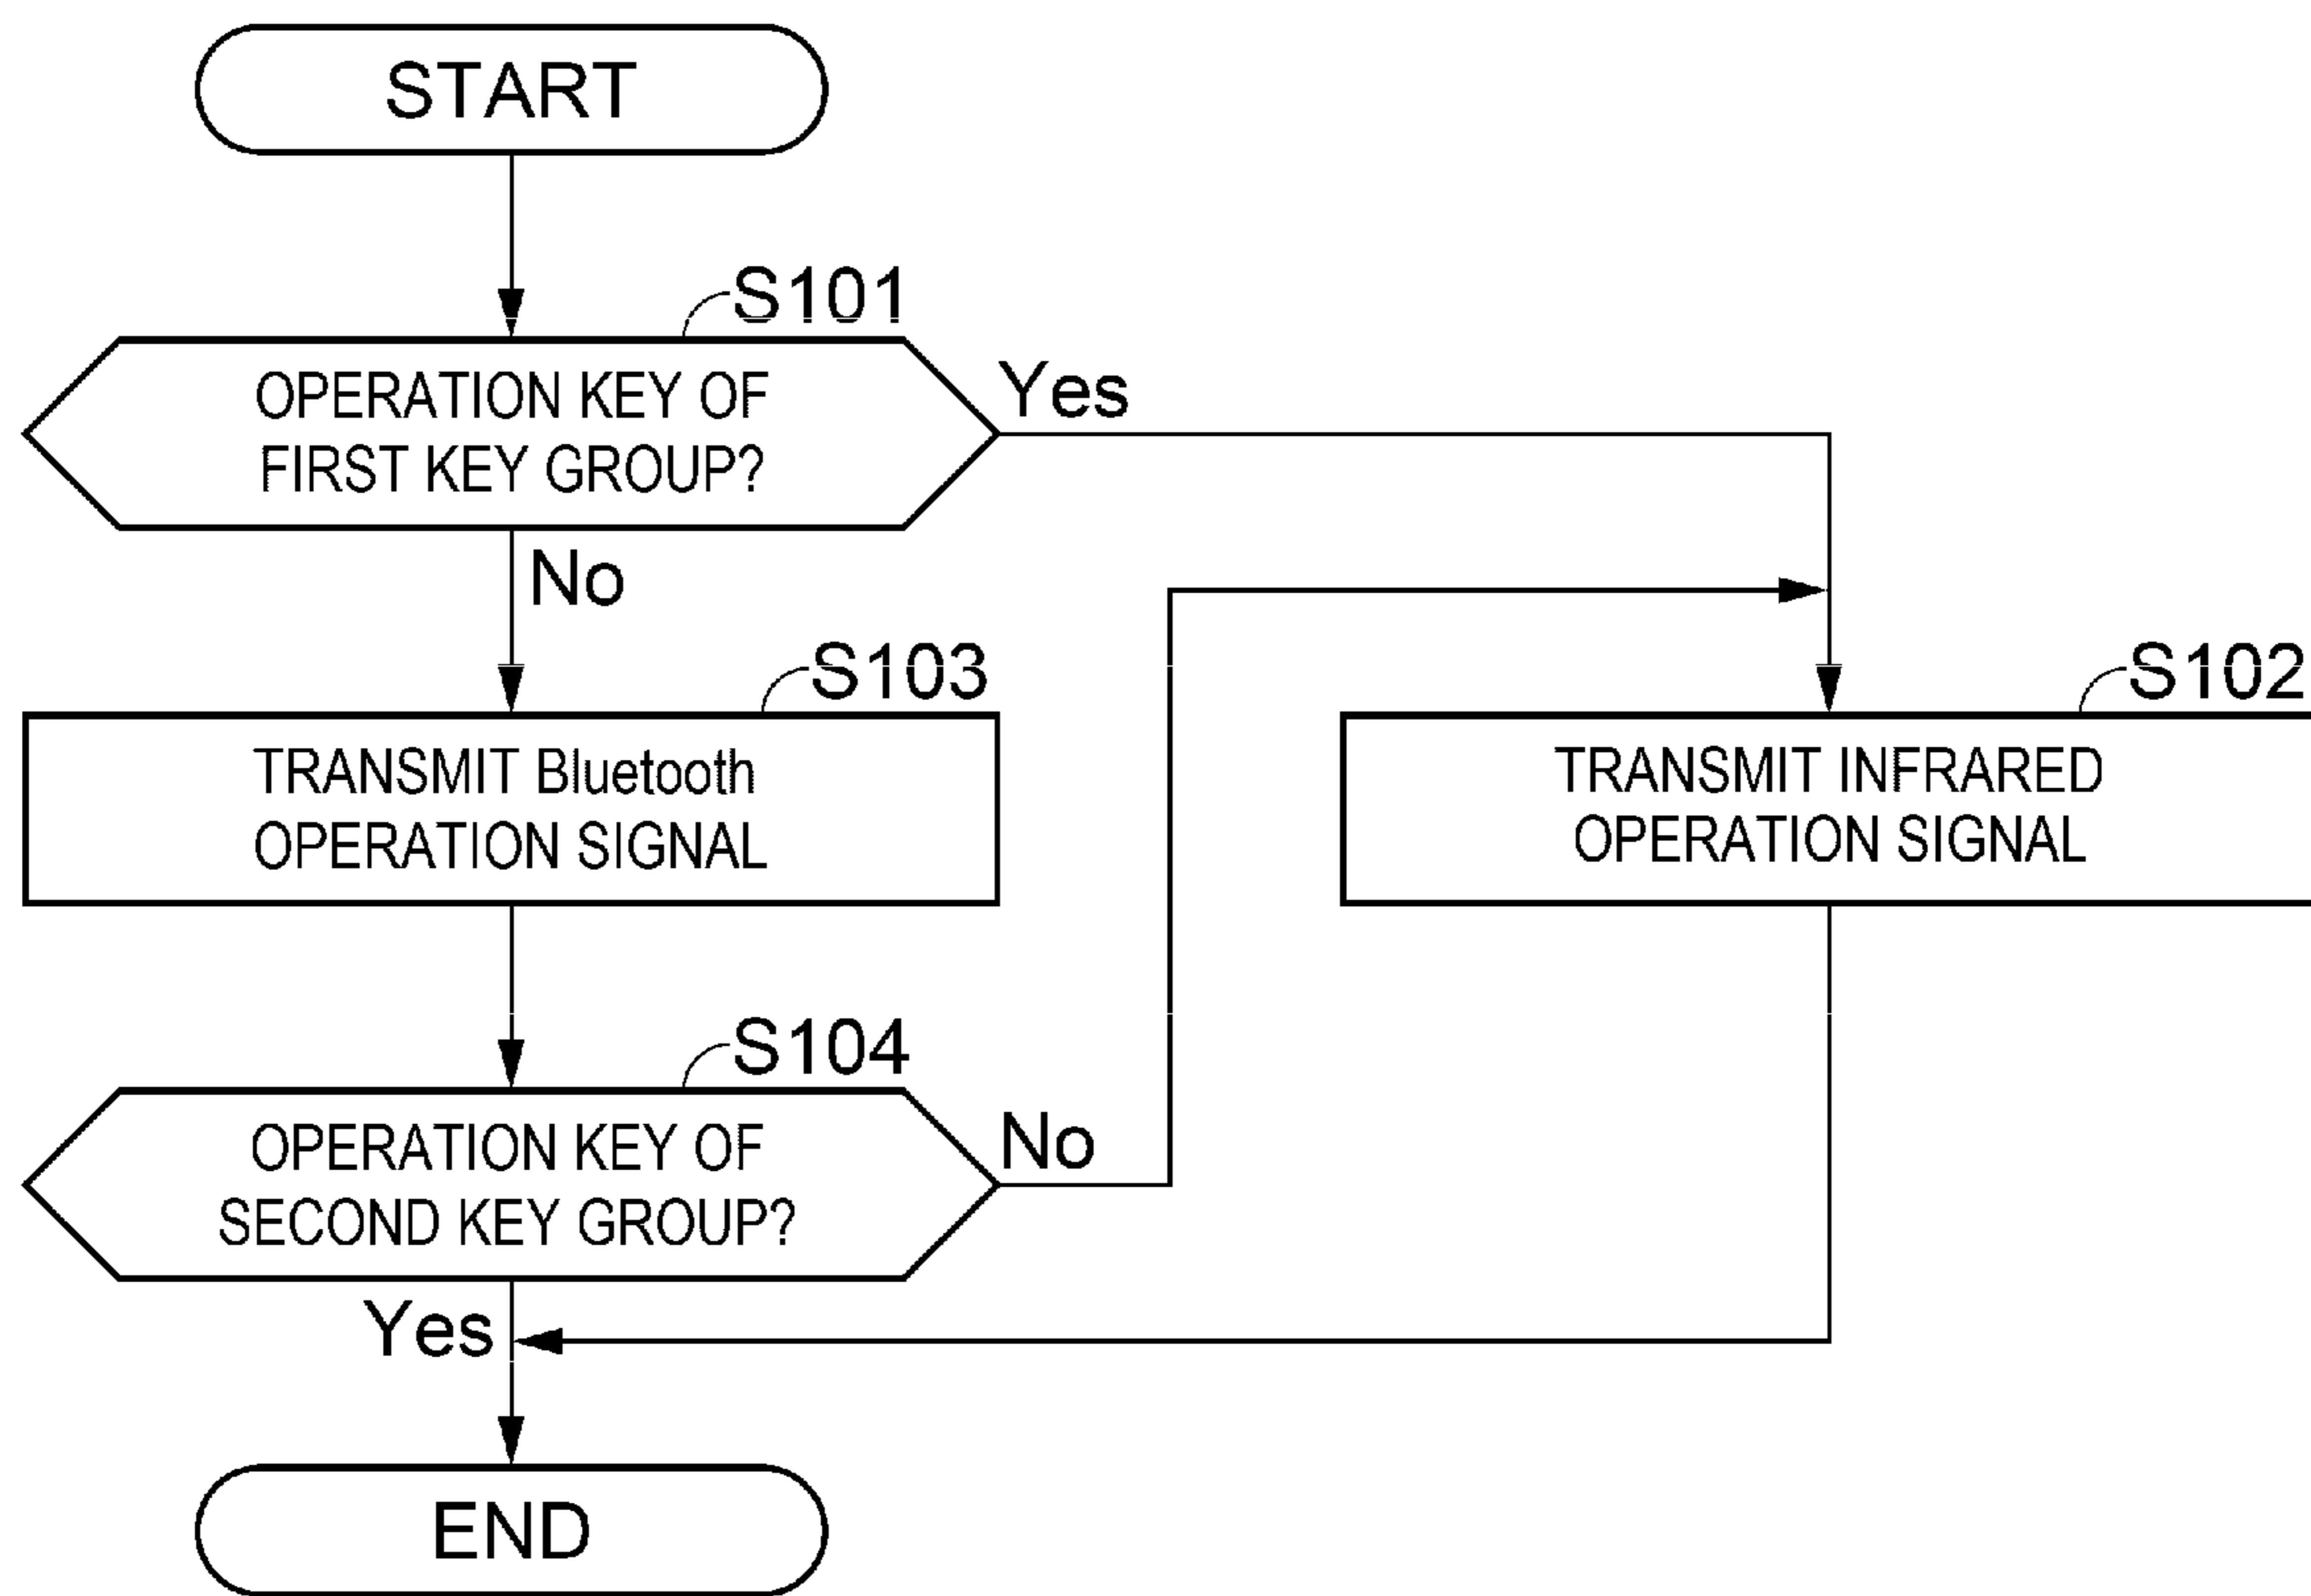 START
S101
OPERATION KEY OF
FIRST KEY GROUP?
Yes
No
S103
TRANSMIT Bluetooth
OPERATION SIGNAL
S102
TRANSMIT INFRARED
OPERATION SIGNAL
S104
OPERATION KEY OF
SECOND KEY GROUP?
No
Yes
END